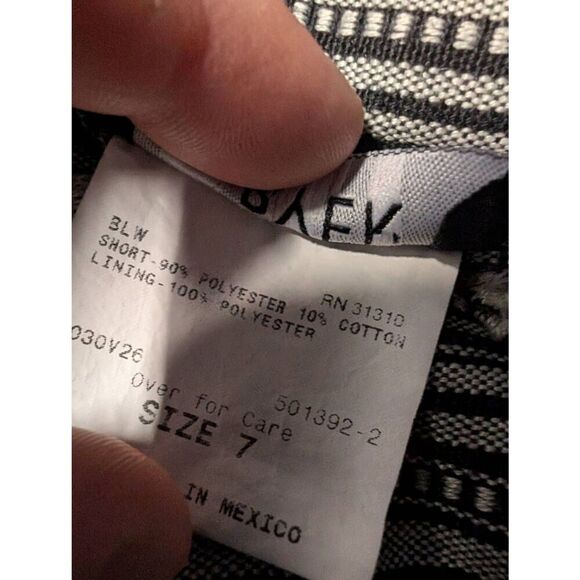 BLW
RN 31310
SHORT-90% POLYESTER 10% COTTON
LINING-100% POLYESTER
030V26
501392-2
Over for Care
SIZE 7
IN MEXICO